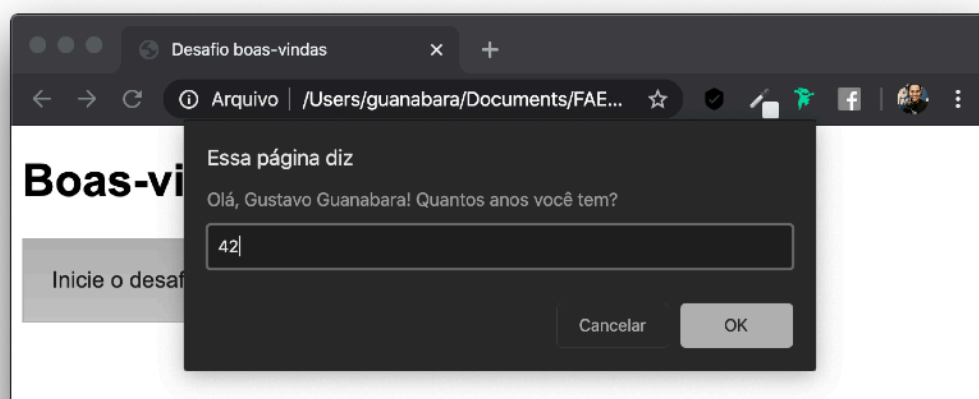 Desafio boas-vindas
Arquivo | /Users/guanabara/Documents/FAE...
Essa página diz
Boas-vi
Olá, Gustavo Guanabara! Quantos anos você tem?
42
Inicie o desaf
Cancelar
OK